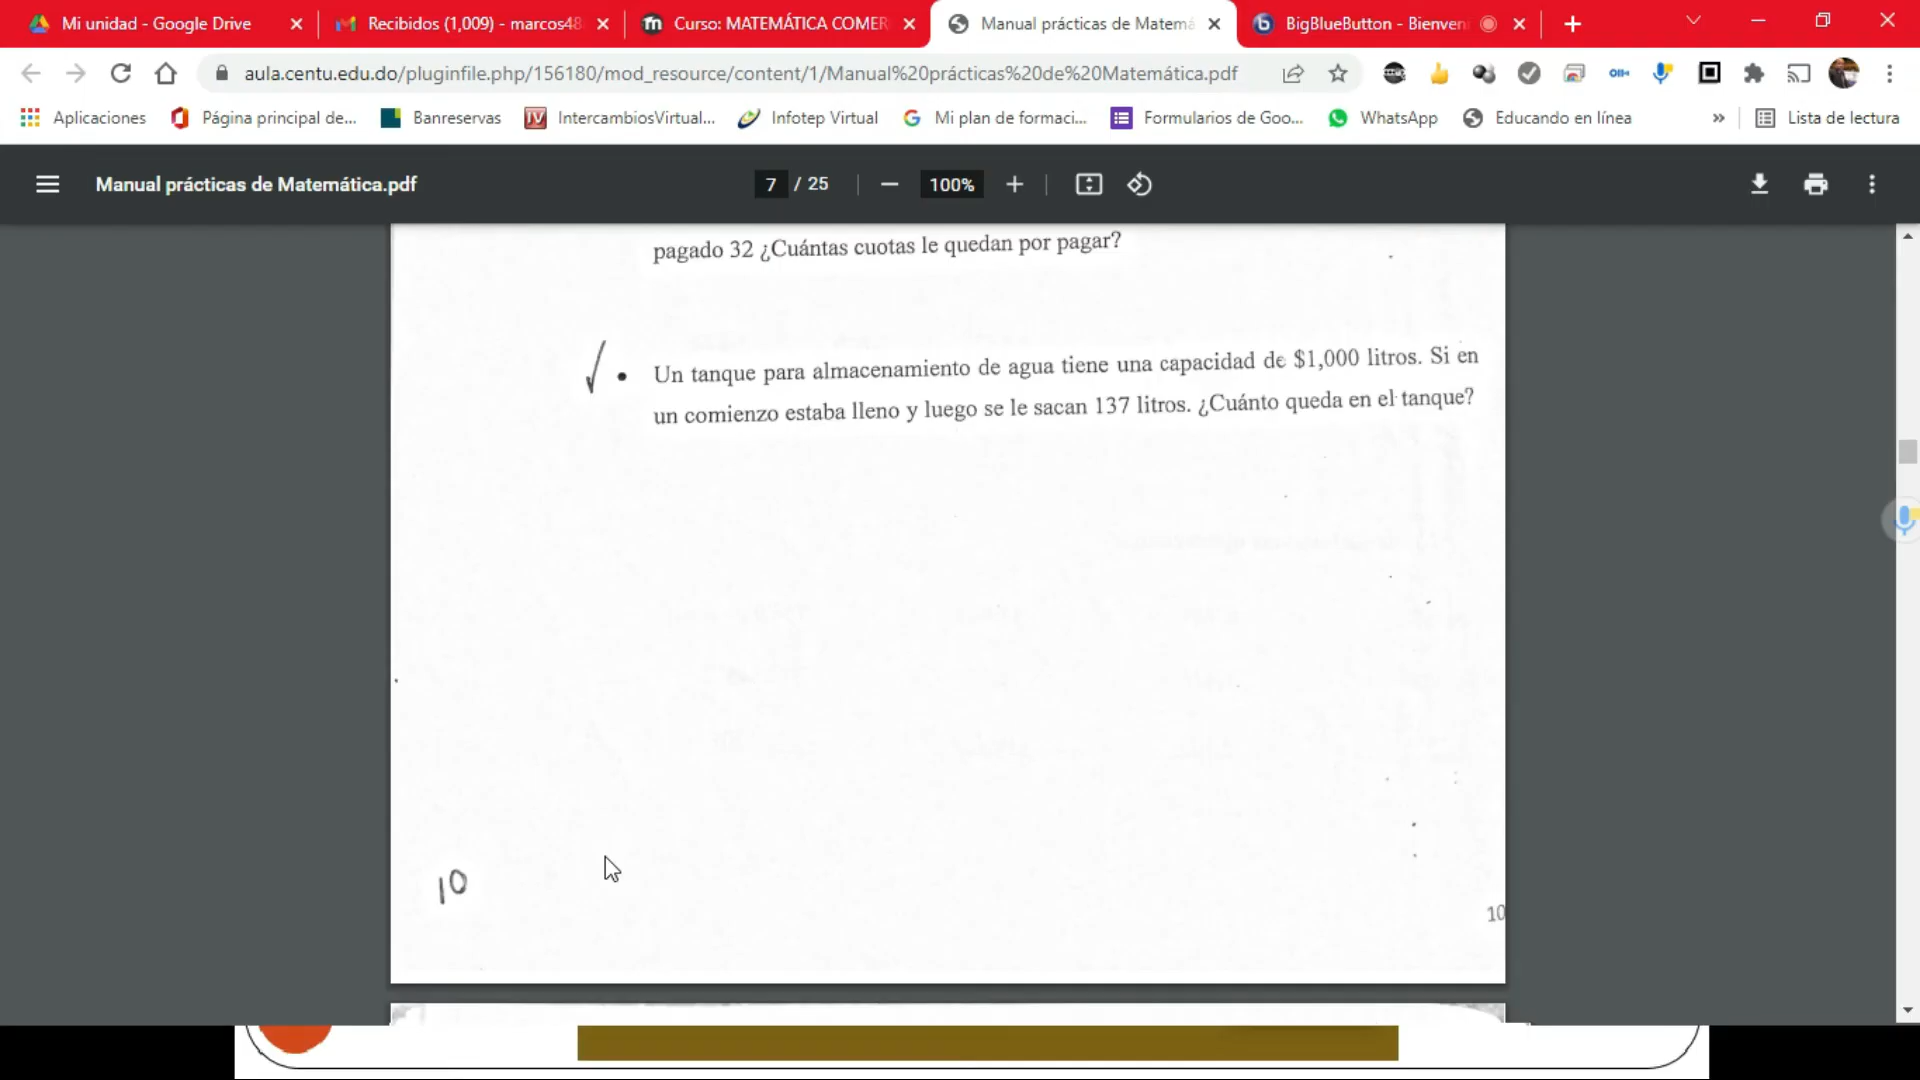 Mi unidad - Google Drive
Recibidos (1,009) - marcos48
Curso: MATEMÁTICA COMER
Manual prácticas de Matemá
BigBlueButton - Bienven
aula.centu.edu.do/pluginfile.php/156180/mod_resource/content/1/Manual%20prácticas%20de%20Matemática.pdf
Aplicaciones
Página principal de...
Banreservas
IntercambiosVirtual...
Infotep Virtual
Mi plan de formaci...
Formularios de Goo...
WhatsApp
Educando en línea
»
Lista de lectura
Manual prácticas de Matemática.pdf
7 / 25
100%
pagado 32 ¿Cuántas cuotas le quedan por pagar?
• Un tanque para almacenamiento de agua tiene una capacidad de $1,000 litros. Si en
un comienzo estaba lleno y luego se le sacan 137 litros. ¿Cuánto queda en el tanque?
10
10